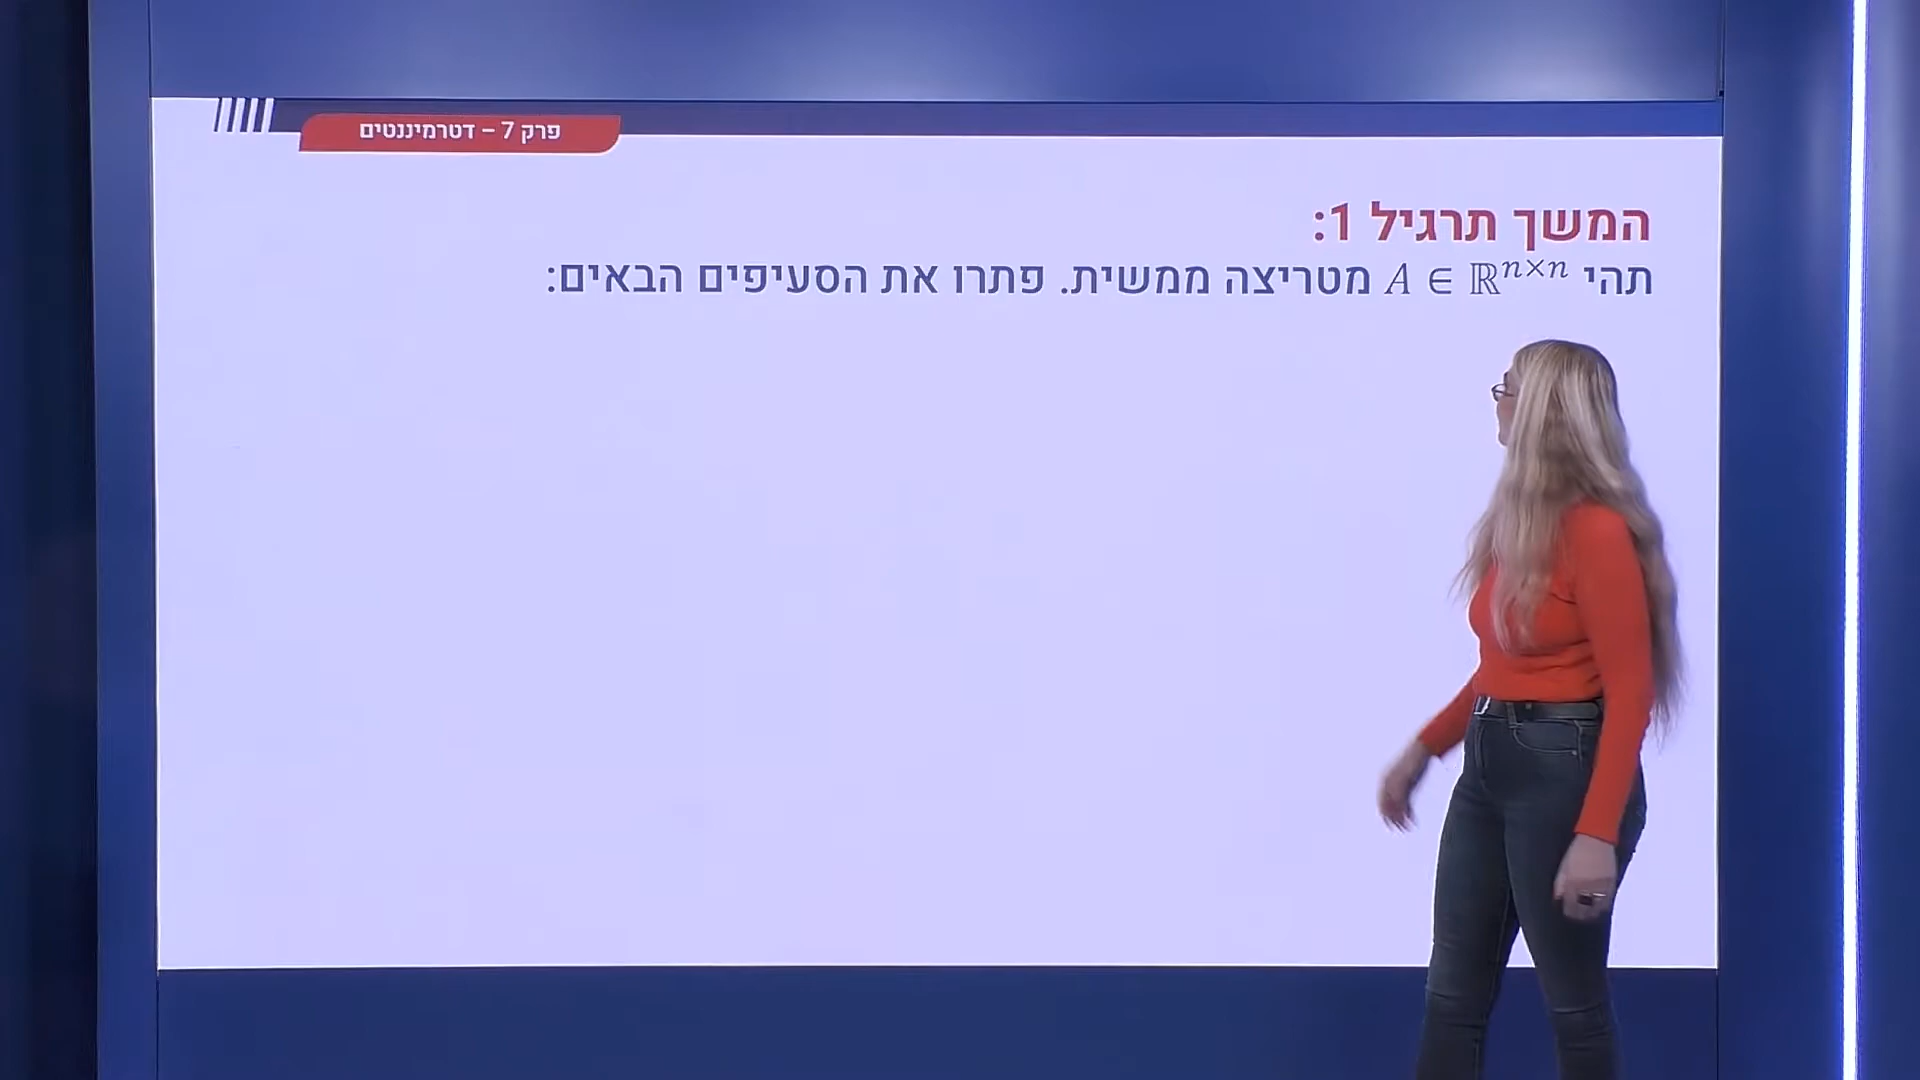 פרק 7 – דטרמיננטים
המשך תרגיל 1:
תהי $A \in \mathbb{R}^{n \times n}$ מטריצה ממשית. פתרו את הסעיפים הבאים: